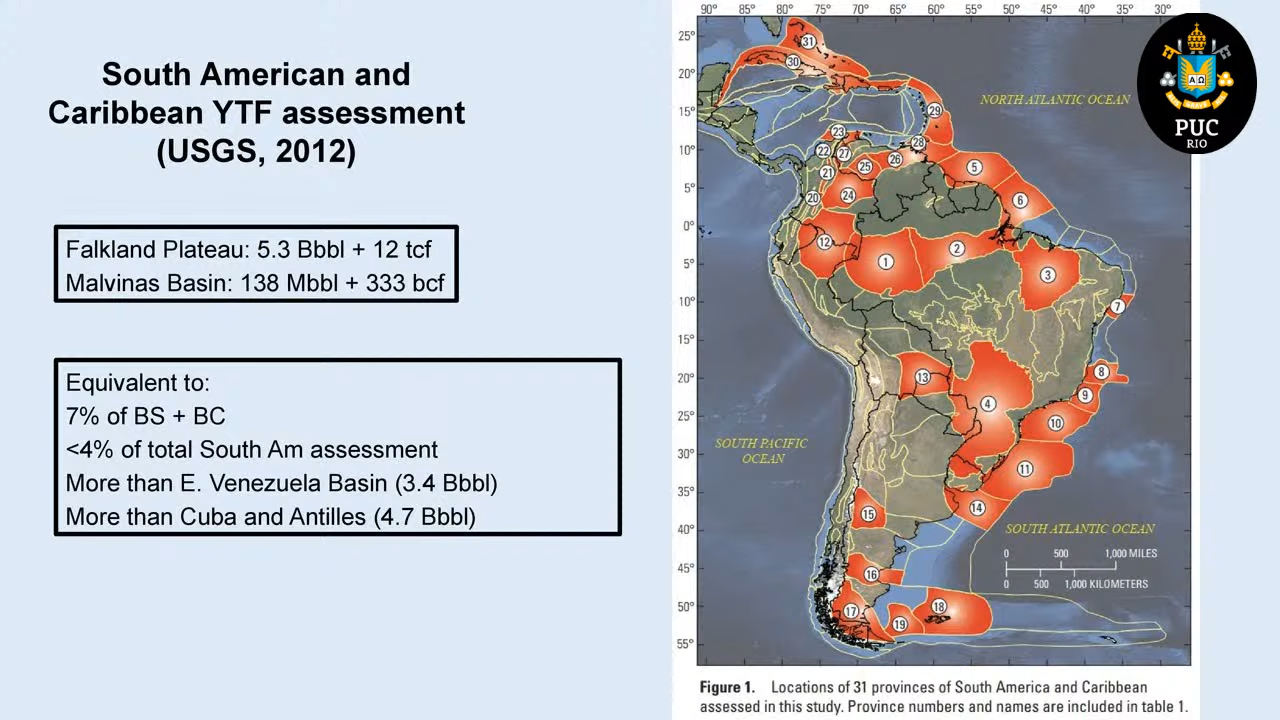 South American and
Caribbean YTF assessment
(USGS, 2012)
Falkland Plateau: 5.3 Bbbl + 12 tcf
Malvinas Basin: 138 Mbbl + 333 bcf
Equivalent to:
7% of BS + BC
<4% of total South Am assessment
More than E. Venezuela Basin (3.4 Bbbl)
More than Cuba and Antilles (4.7 Bbbl)
90° 85° 80° 75° 70° 65° 60° 55° 50° 45° 40° 35° 30°
25°
20°
15°
10°
5°
0°
5°
10°
15°
20°
25°
30°
35°
40°
45°
50°
55°
31
30
29
NORTH ATLANTIC OCEAN
23
28
22
27
26
5
25
21
24
20
6
12
2
1
3
7
13
8
9
4
10
SOUTH PACIFIC
OCEAN
11
15
14
SOUTH ATLANTIC OCEAN
0 500 1,000 MILES
0 500 1,000 KILOMETERS
16
17
18
19
PUC
RIO
Figure 1. Locations of 31 provinces of South America and Caribbean
assessed in this study. Province numbers and names are included in table 1.